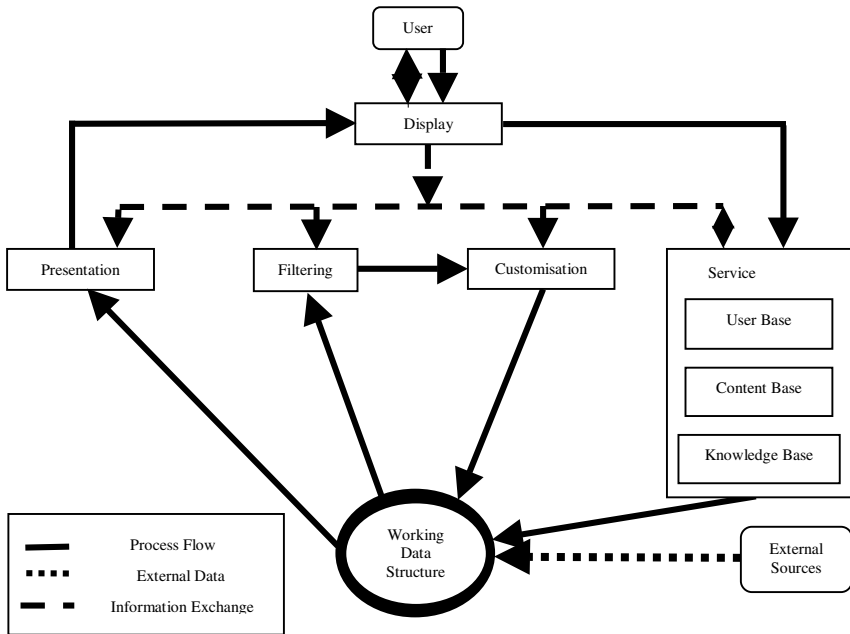 User
Display
Presentation
Filtering
Customisation
Service
User Base
Content Base
Knowledge Base
Working
Data
Structure
External
Sources
Process Flow
External Data
Information Exchange